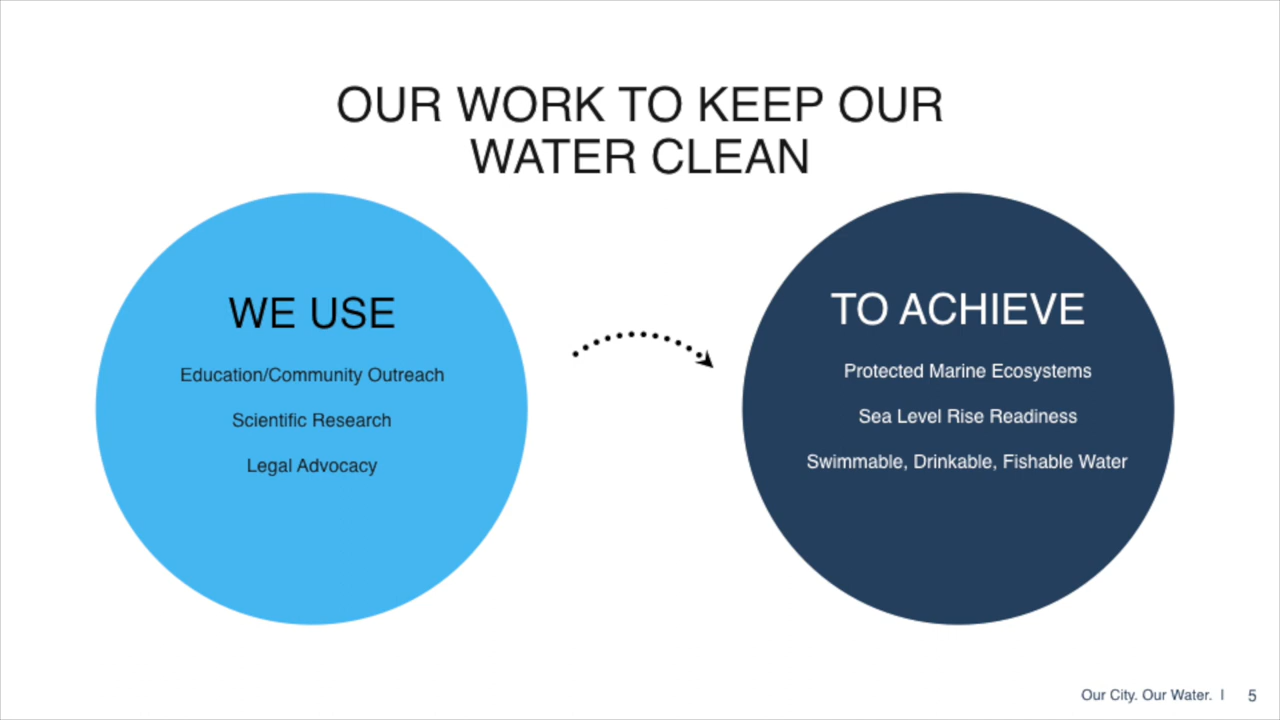 OUR WORK TO KEEP OUR
WATER CLEAN
WE USE
Education/Community Outreach
Scientific Research
Legal Advocacy
TO ACHIEVE
Protected Marine Ecosystems
Sea Level Rise Readiness
Swimmable, Drinkable, Fishable Water
Our City. Our Water. | 5